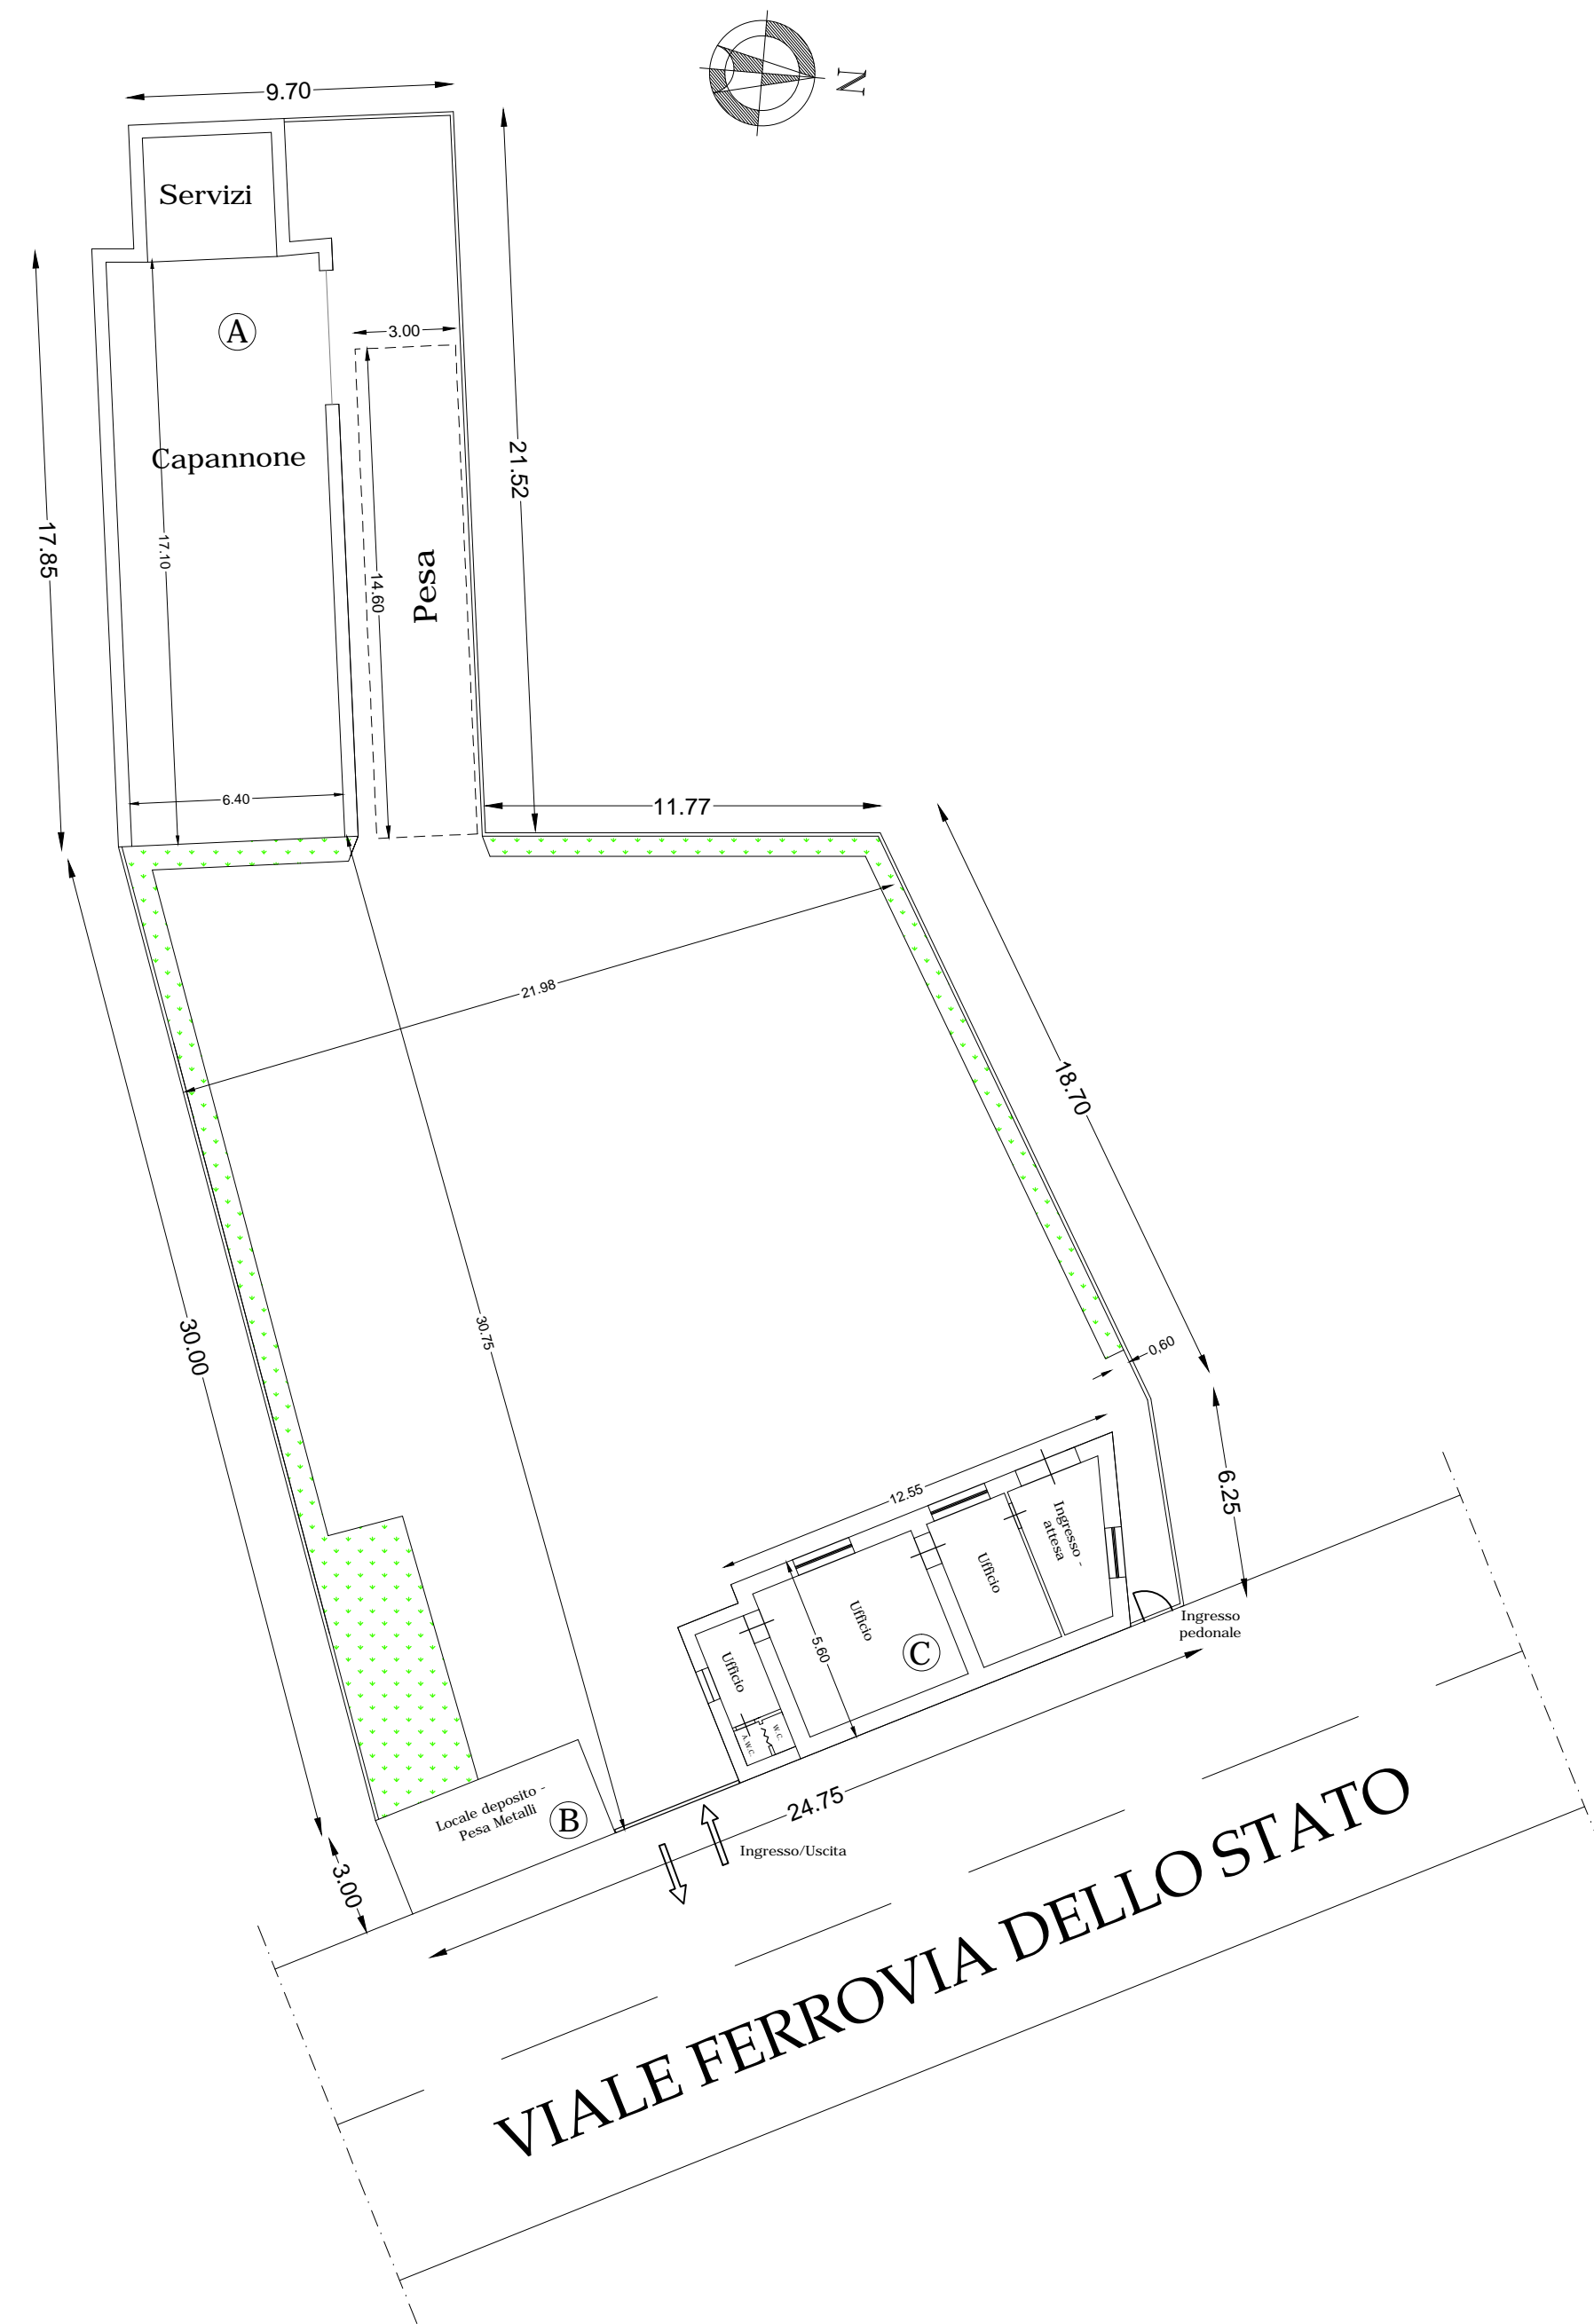 N
9.70
Servizi
A
3.00
Capannone
21.52
17.85
17.10
14.60
Pesa
6.40
11.77
21.98
18.70
30.00
30.75
0,60
12.55
6.25
Ingresso -
attesa
Ufficio
Ufficio
Ufficio
5.60
C
Ingresso
pedonale
W.C.
A.W.C.
Locale deposito -
Pesa Metalli
B
24.75
Ingresso/Uscita
3.00
VIALE FERROVIA DELLO STATO